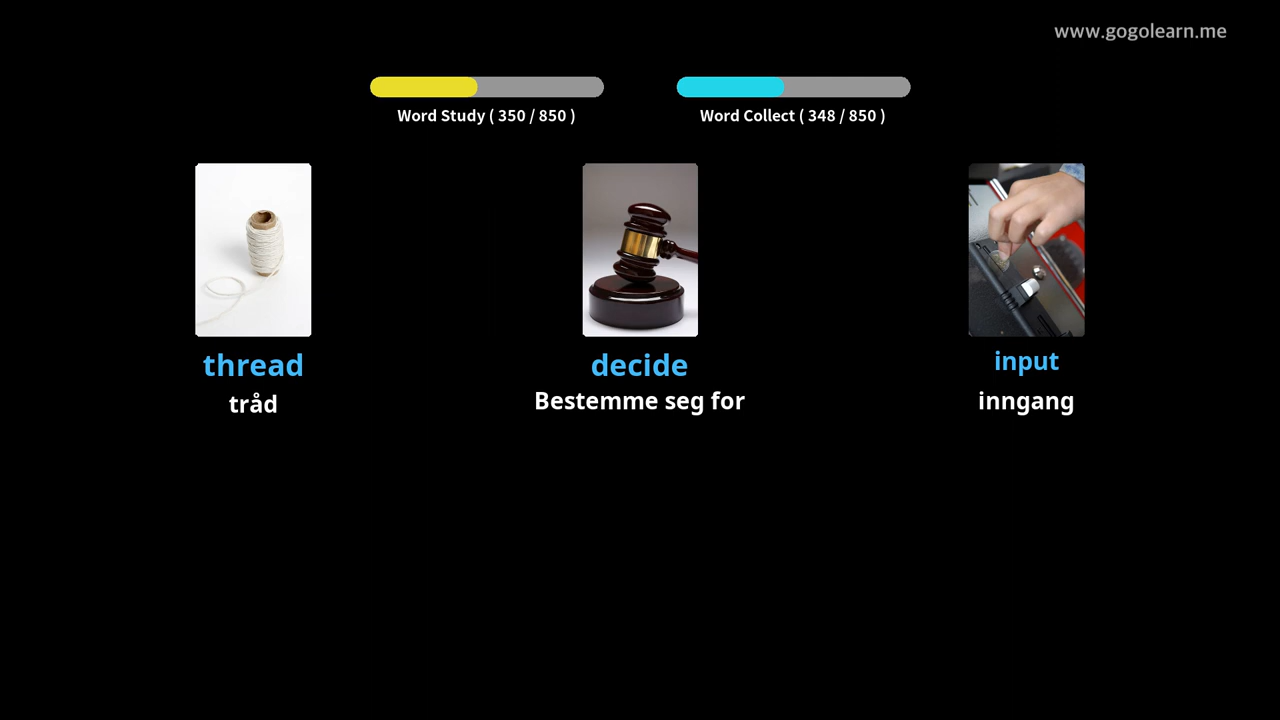 www.gogolearn.me
Word Study ( 350 / 850 )
Word Collect ( 348 / 850 )
thread
decide
input
tråd
Bestemme seg for
inngang